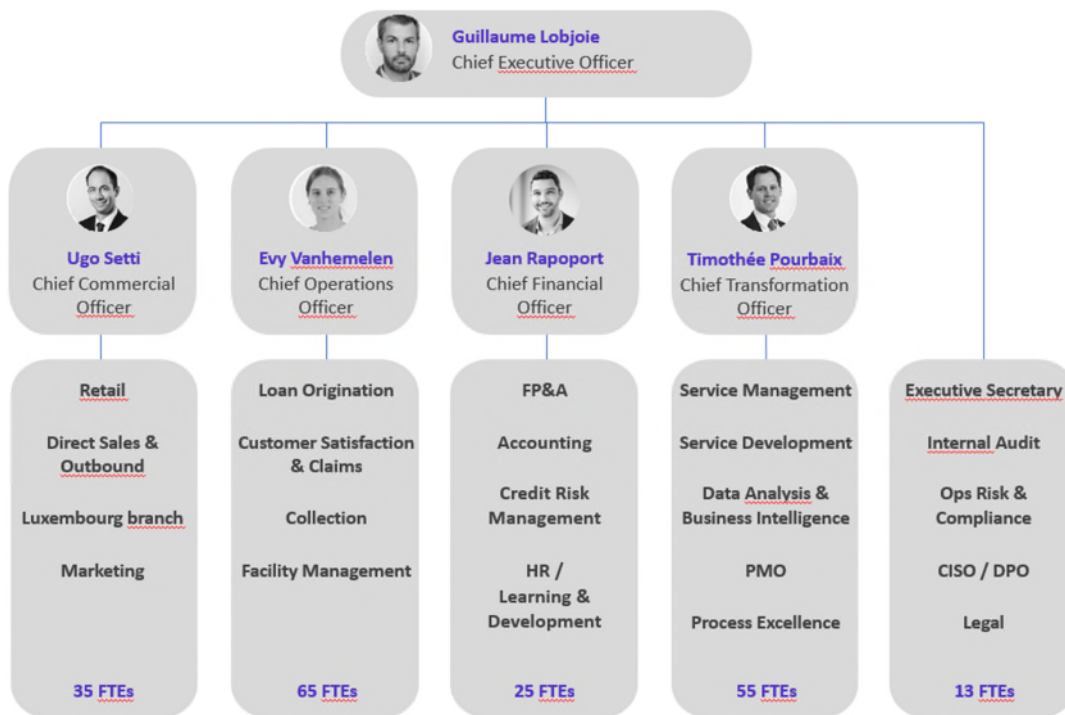 Guillaume Lobjoie
Chief Executive Officer
Ugo Setti
Chief Commercial
Officer
Evy Vanhemelen
Chief Operations
Officer
Jean Rapoport
Chief Financial
Officer
Timothée Pourbaix
Chief Transformation
Officer
Retail
Direct Sales &
Outbound
Luxembourg branch
Marketing
35 FTEs
Loan Origination
Customer Satisfaction
& Claims
Collection
Facility Management
65 FTEs
FP&A
Accounting
Credit Risk
Management
HR /
Learning &
Development
25 FTEs
Service Management
Service Development
Data Analysis &
Business Intelligence
PMO
Process Excellence
55 FTEs
Executive Secretary
Internal Audit
Ops Risk &
Compliance
CISO / DPO
Legal
13 FTEs